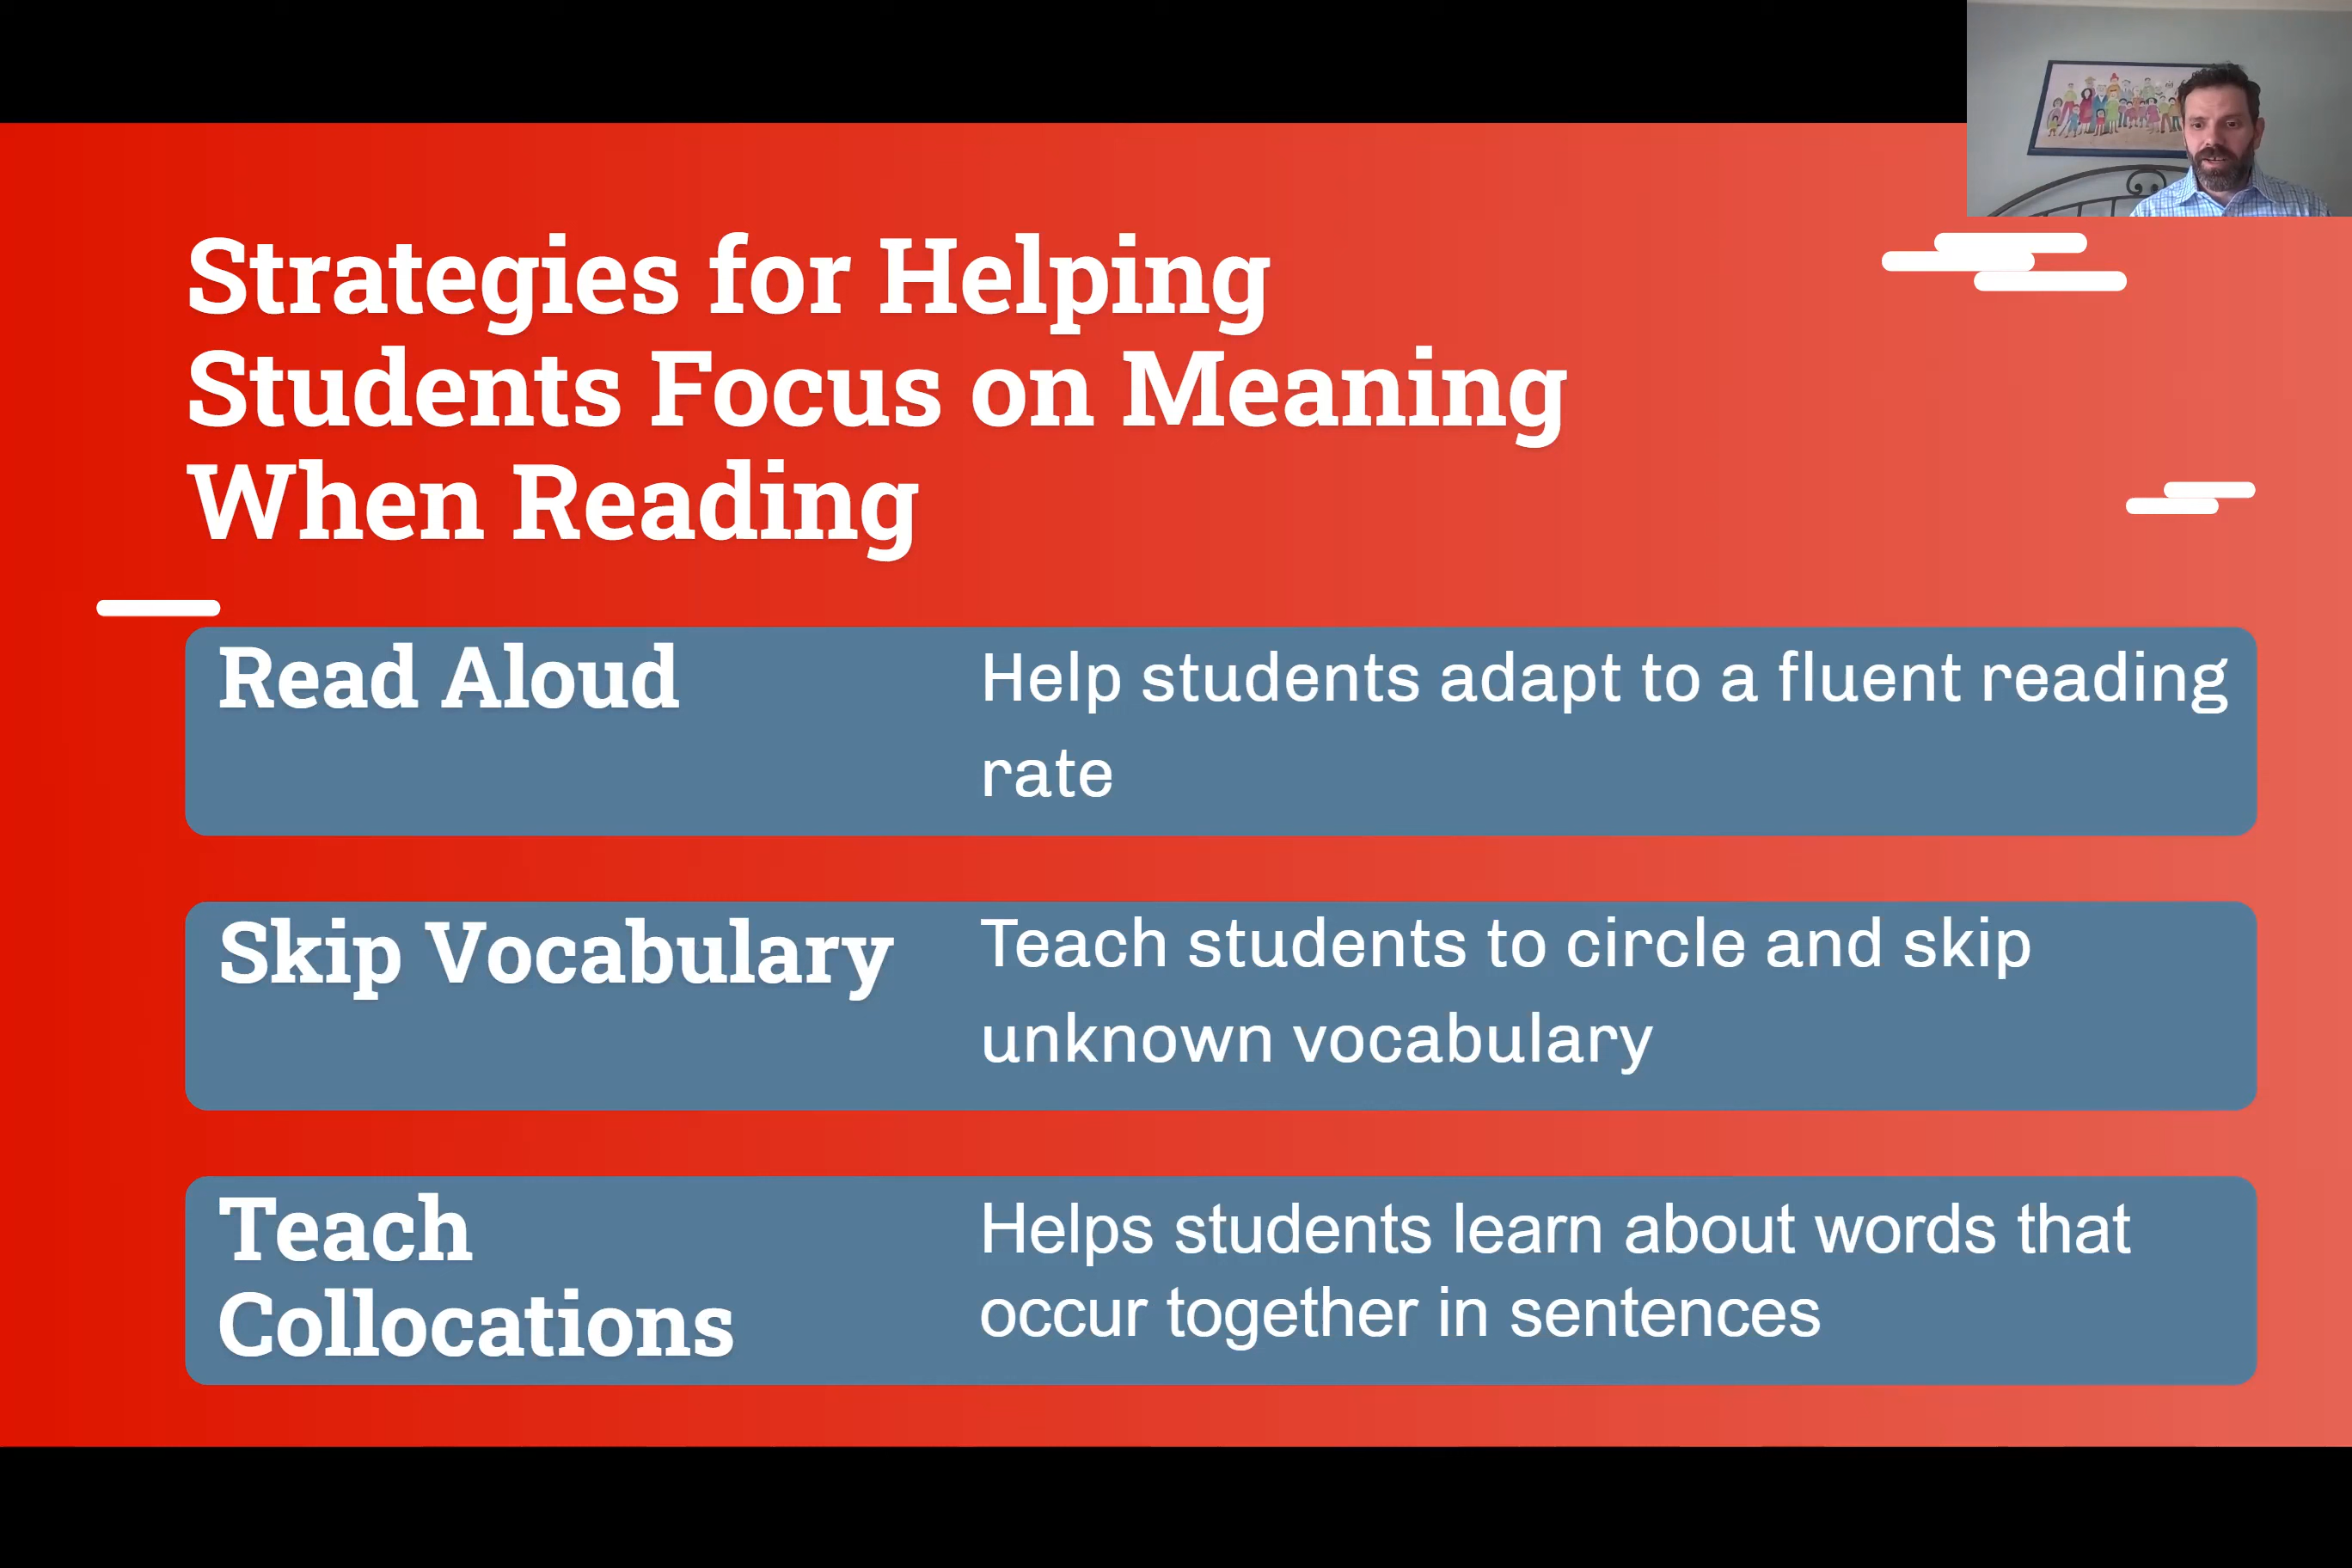 Strategies for Helping
Students Focus on Meaning
When Reading
Read Aloud
Help students adapt to a fluent reading
rate
Skip Vocabulary
Teach students to circle and skip
unknown vocabulary
Teach
Collocations
Helps students learn about words that
occur together in sentences